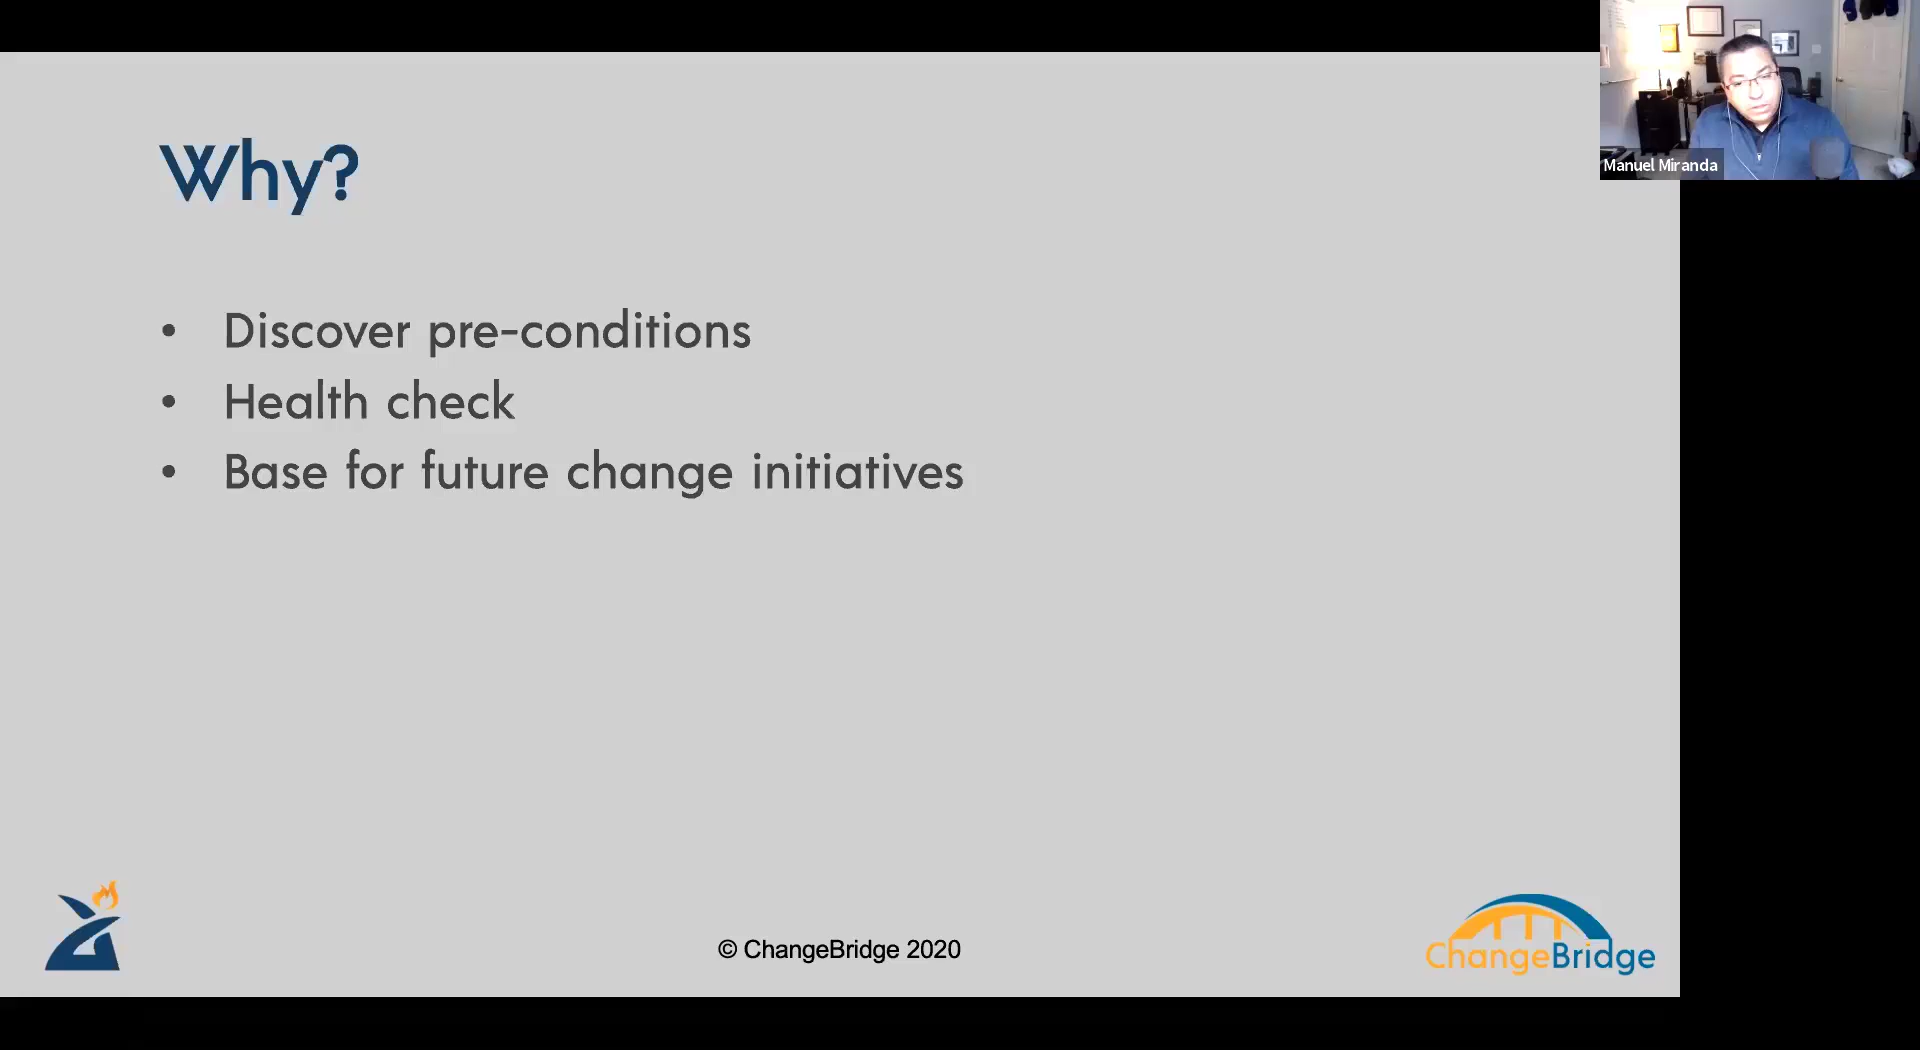 Why?
• Discover pre-conditions
• Health check
• Base for future change initiatives
© ChangeBridge 2020
ChangeBridge
Manuel Miranda